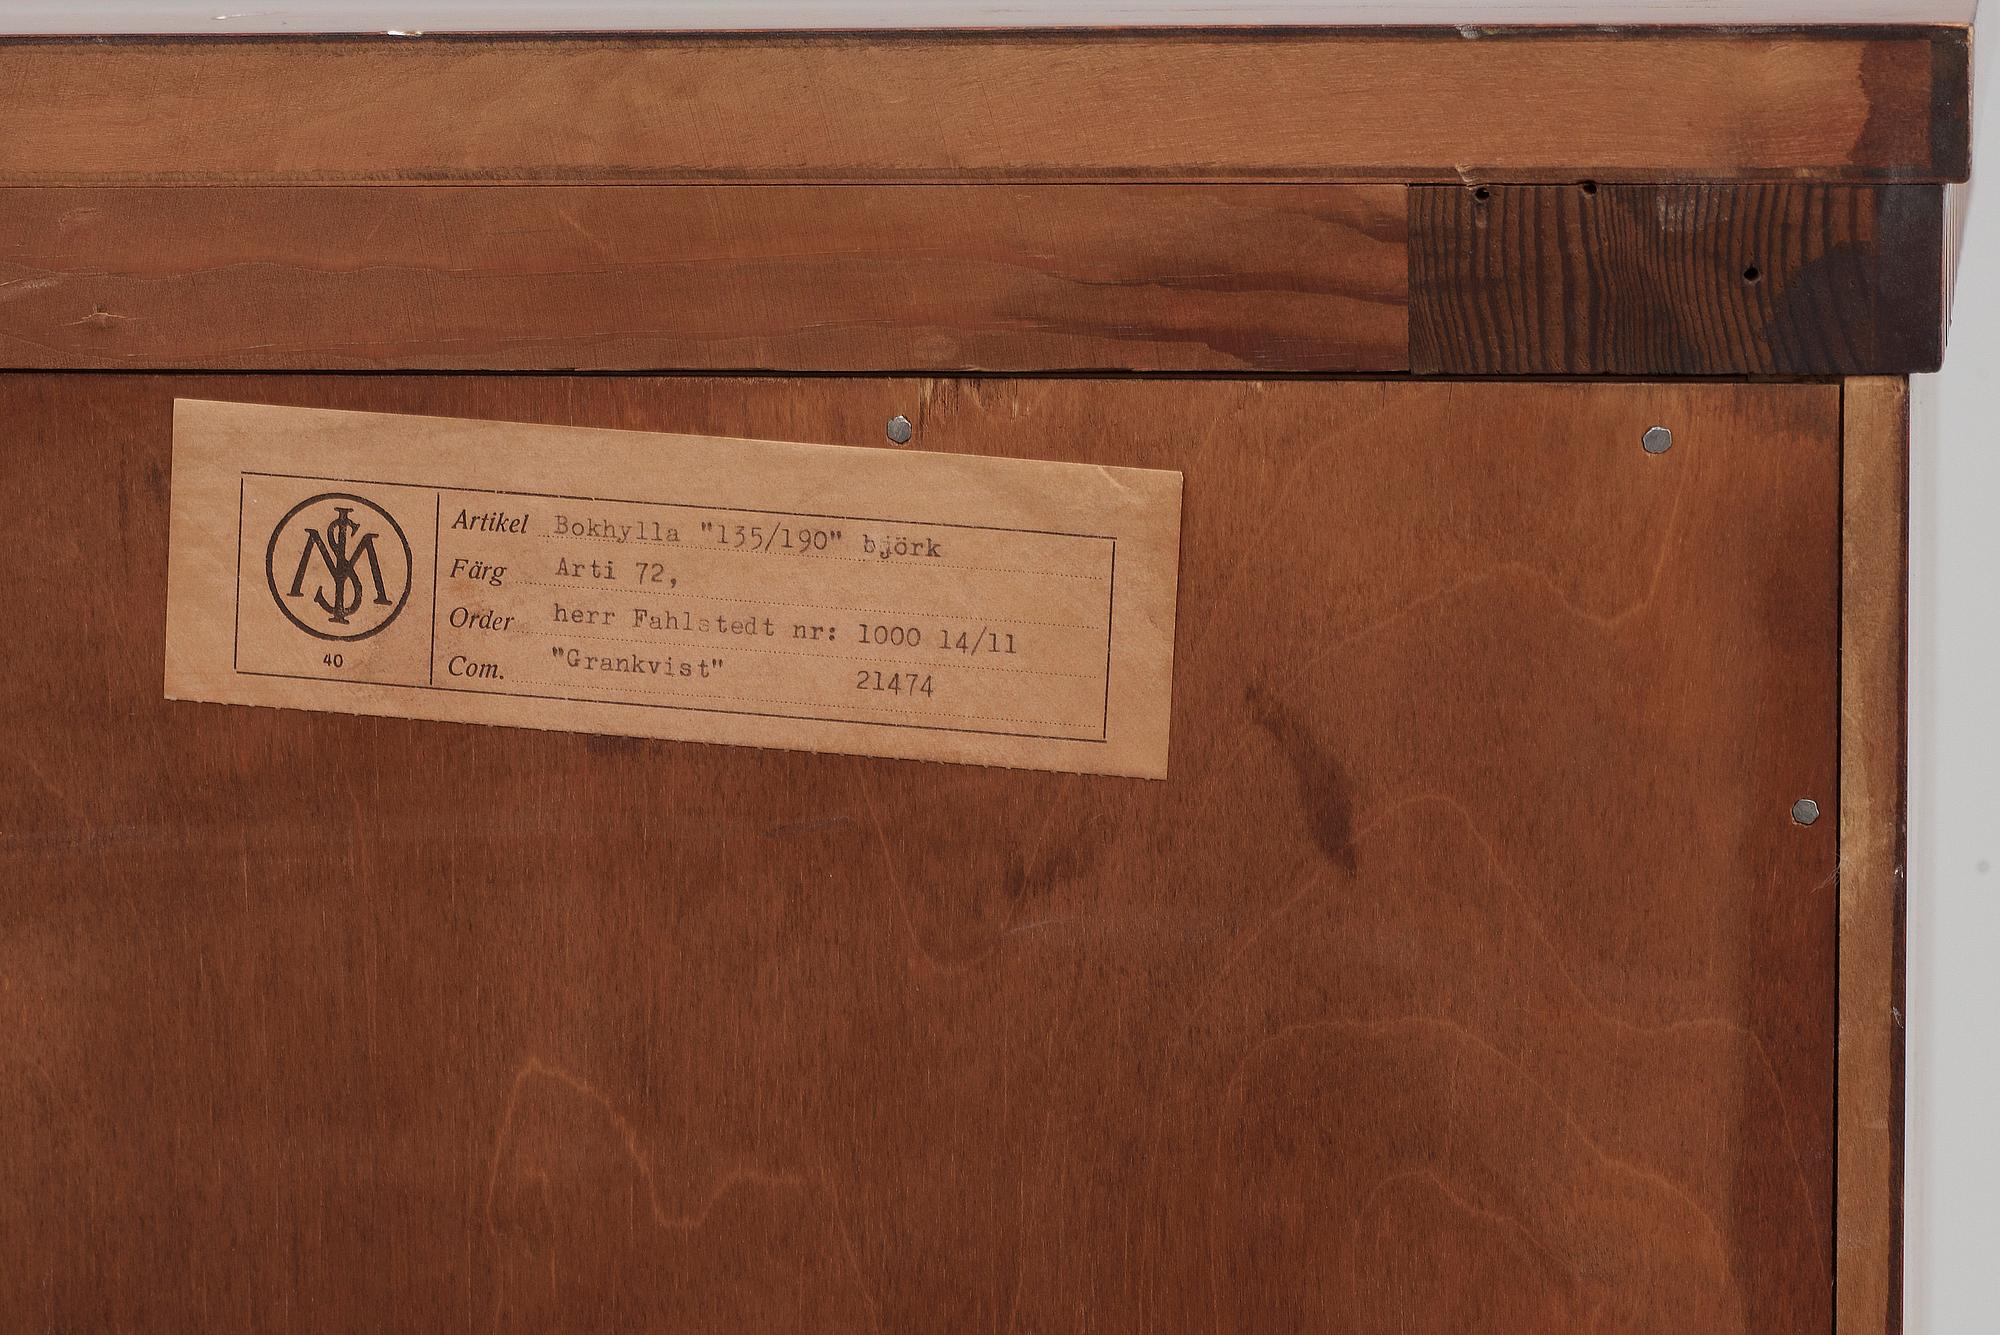 Artikel Bokhylla "135/190" björk
Färg Arti 72,
Order herr Fahlstedt nr: 1000 14/11
Com. "Grankvist" 21474
40